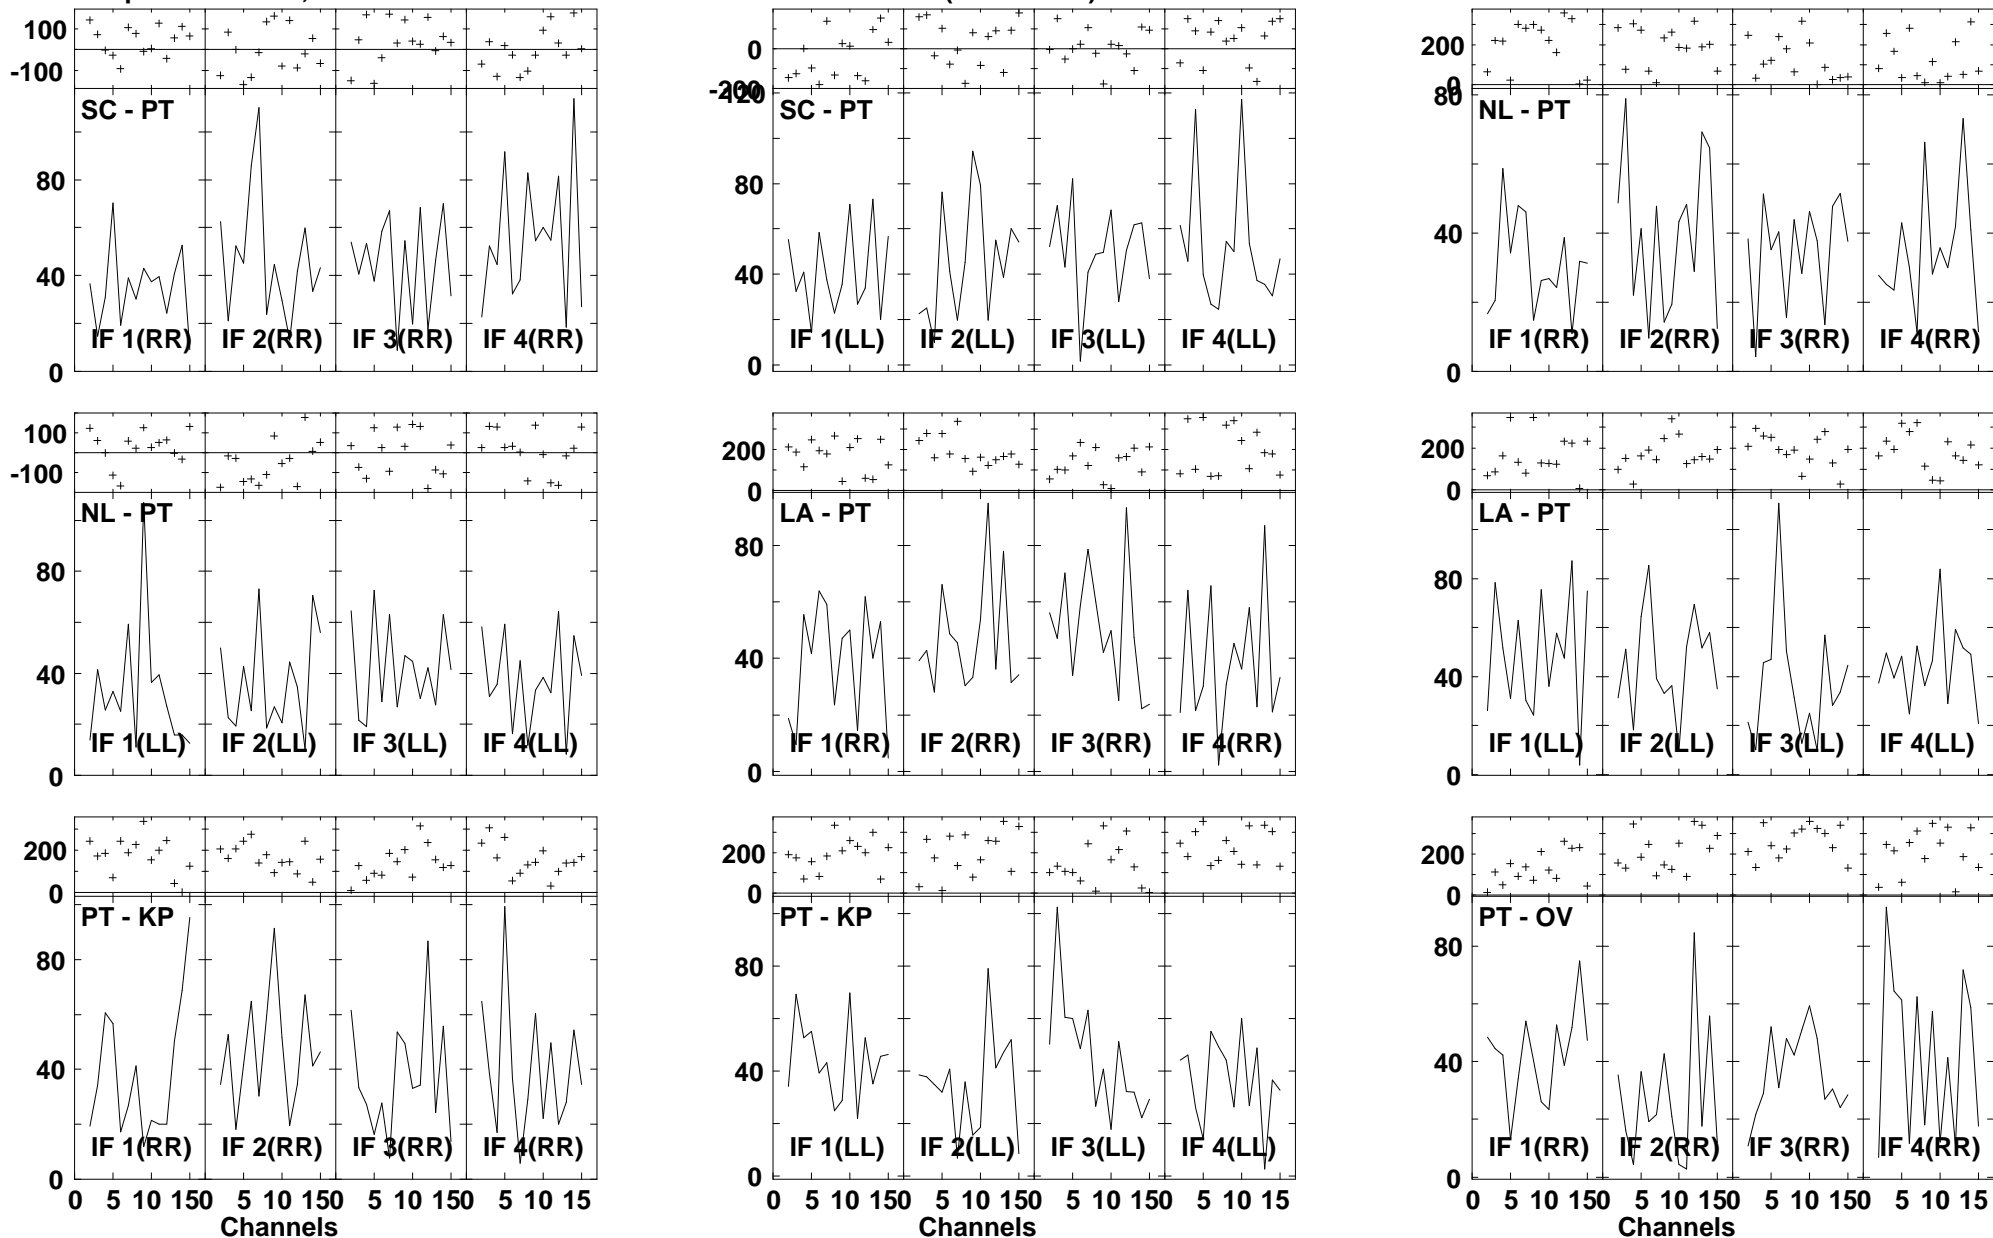 100 0 200
-100 -100 0
-200
120 80
SC - PT SC - PT NL - PT
80 80
40 40 40
IF 1(RR) IF 2(RR) IF 3(RR) IF 4(RR) IF 1(LL) IF 2(LL) IF 3(LL) IF 4(LL) IF 1(RR) IF 2(RR) IF 3(RR) IF 4(RR)
0 0 0
100 200 200
-100 0 0
NL - PT LA - PT LA - PT
80 80 80
40 40 40
IF 1(LL) IF 2(LL) IF 3(LL) IF 4(LL) IF 1(RR) IF 2(RR) IF 3(RR) IF 4(RR) IF 1(LL) IF 2(LL) IF 3(LL) IF 4(LL)
0 0 0
200 200 200
0 0 0
PT - KP PT - KP PT - OV
80 80 80
40 40 40
IF 1(RR) IF 2(RR) IF 3(RR) IF 4(RR) IF 1(LL) IF 2(LL) IF 3(LL) IF 4(LL) IF 1(RR) IF 2(RR) IF 3(RR) IF 4(RR)
0 0 0
0 5 10 150 5 10 150 5 10 150 5 10 15 0 5 10 150 5 10 150 5 10 150 5 10 15 0 5 10 150 5 10 150 5 10 150 5 10 15
Channels Channels Channels